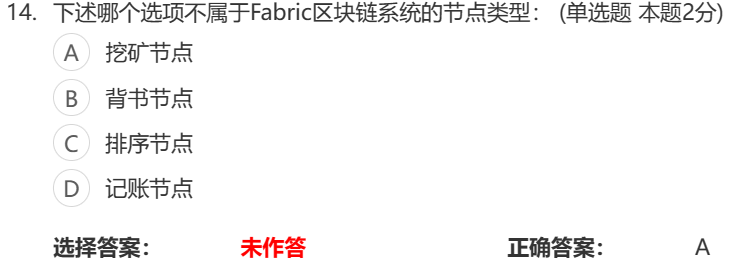 14. 下述哪个选项不属于Fabric区块链系统的节点类型： (单选题 本题2分)
A 挖矿节点
B 背书节点
C 排序节点
D 记账节点
选择答案： 未作答 正确答案： A